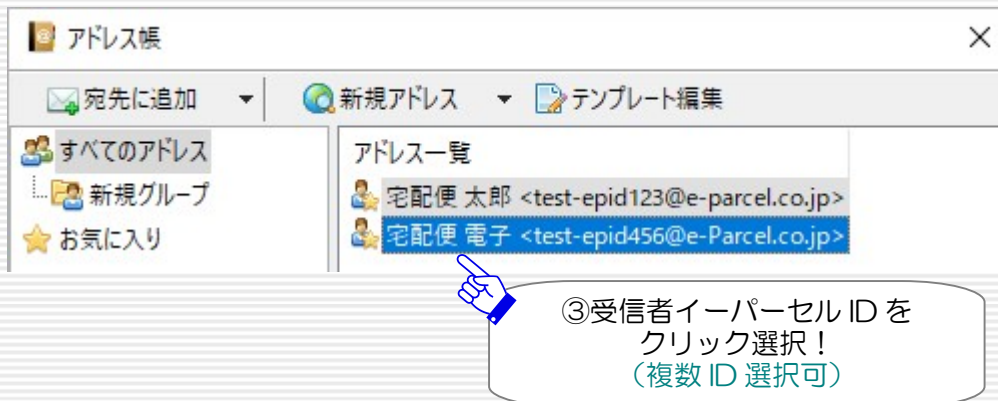 アドレス帳
宛先に追加 新規アドレス テンプレート編集
すべてのアドレス
新規グループ
お気に入り
アドレス一覧
宅配便 太郎 <test-epid123@e-parcel.co.jp>
宅配便 電子 <test-epid456@e-Parcel.co.jp>
③受信者イーパーセル ID を
クリック選択！
（複数 ID 選択可）